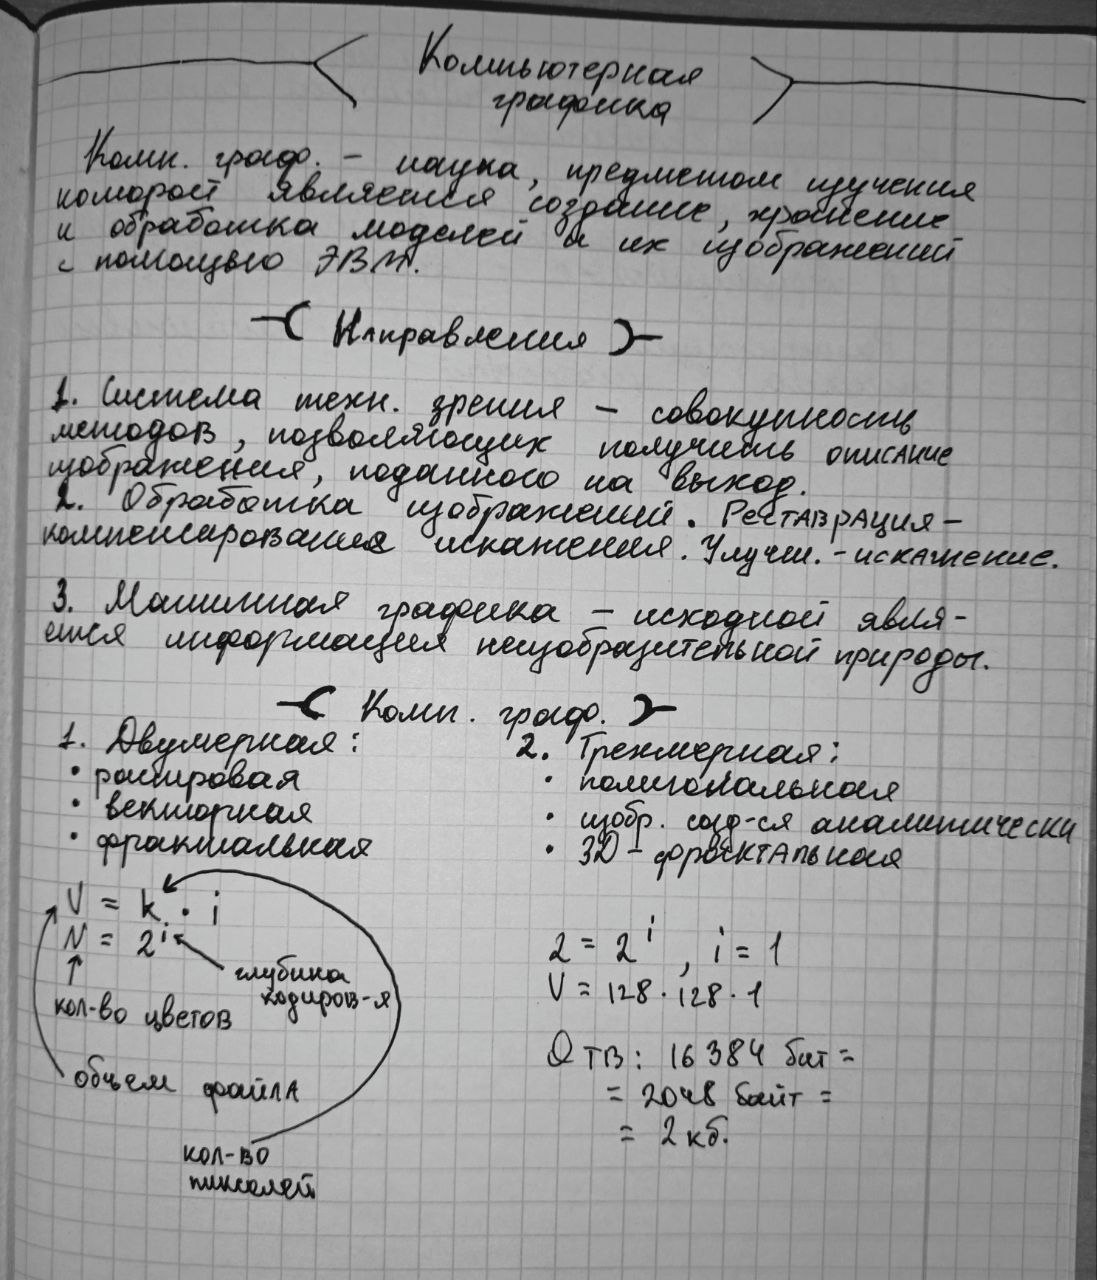 Компьютерная
графика
Комп. граф. – наука, предметом изучения
которой является создание, хранение
и обработка моделей и их изображений
с помощью ЭВМ.
Направления
1. Система техн. зрения – совокупность
методов, позволяющих получить описание
изображения, поданного на выход.
2. Обработка изображений. Реставрация –
компенсирования искажения. Улучш. - искажение.
3. Машинная графика – исходной явля-
ется информация неизобразительной природы.
Комп. граф.
1. Двумерная:
• растровая
• векторная
• фрактальная
2. Трехмерная:
• полигональная
• изобр. созд-ся аналитически
• 3D – фрактальная
V = k · i
N = 2^i
глубина
кодиров-я
кол-во цветов
объем файла
кол-во
пикселей
2 = 2^i , i = 1
V = 128 · 128 · 1
Отв: 16384 бит =
= 2048 байт =
= 2 кб.